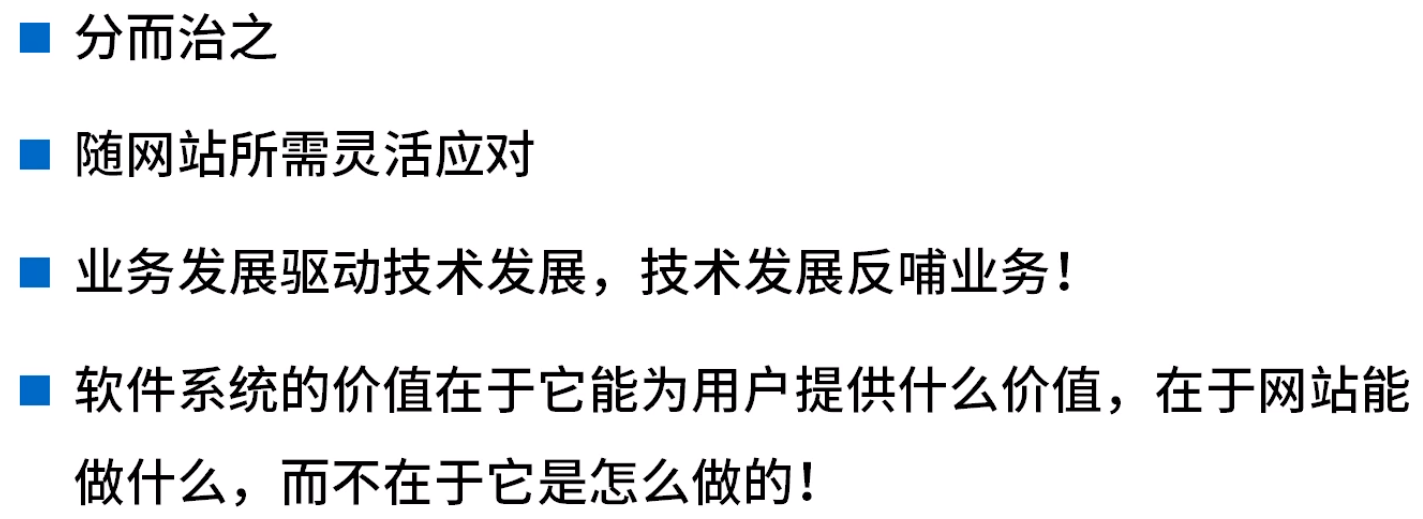 分而治之
随网站所需灵活应对
业务发展驱动技术发展，技术发展反哺业务！
软件系统的价值在于它能为用户提供什么价值，在于网站能
做什么，而不在于它是怎么做的！